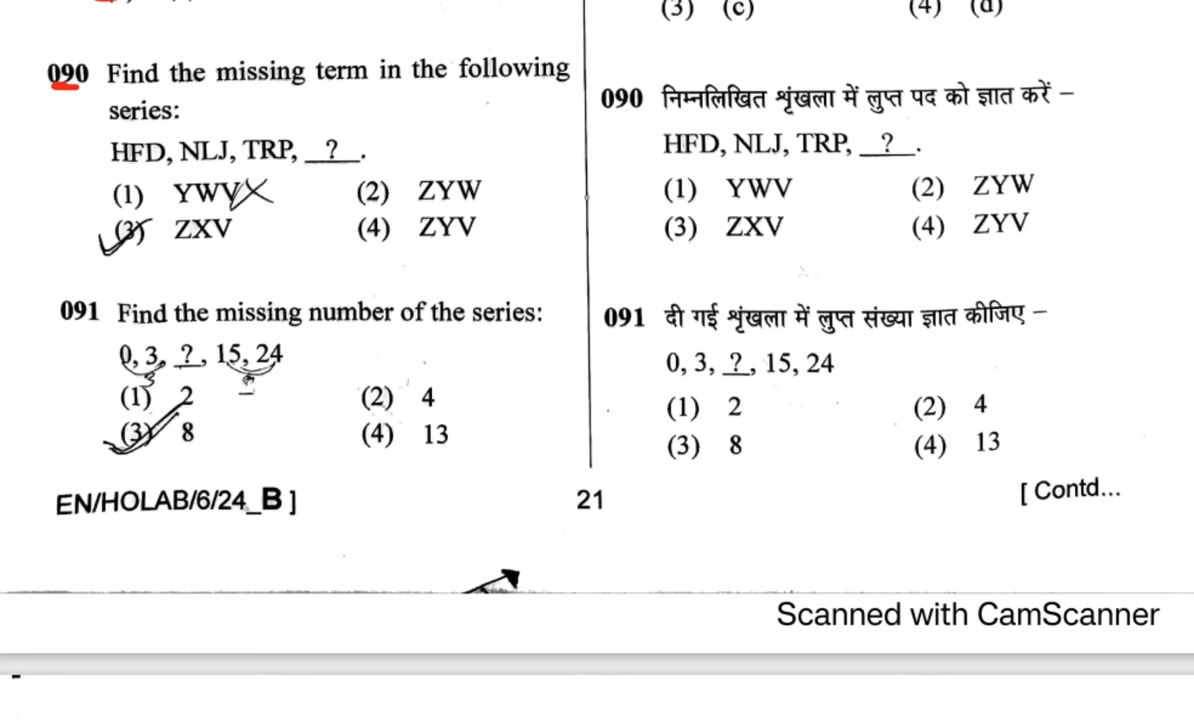 (3) (c) (4) (d)
090 Find the missing term in the following
series:
HFD, NLJ, TRP, ? .
(1) YWV (2) ZYW
(3) ZXV (4) ZYV
091 Find the missing number of the series:
0, 3, ? , 15, 24
(1) 2 (2) 4
(3) 8 (4) 13
090 निम्नलिखित शृंखला में लुप्त पद को ज्ञात करें –
HFD, NLJ, TRP, ? .
(1) YWV (2) ZYW
(3) ZXV (4) ZYV
091 दी गई शृंखला में लुप्त संख्या ज्ञात कीजिए –
0, 3, ? , 15, 24
(1) 2 (2) 4
(3) 8 (4) 13
EN/HOLAB/6/24_B ] 21 [ Contd...
Scanned with CamScanner